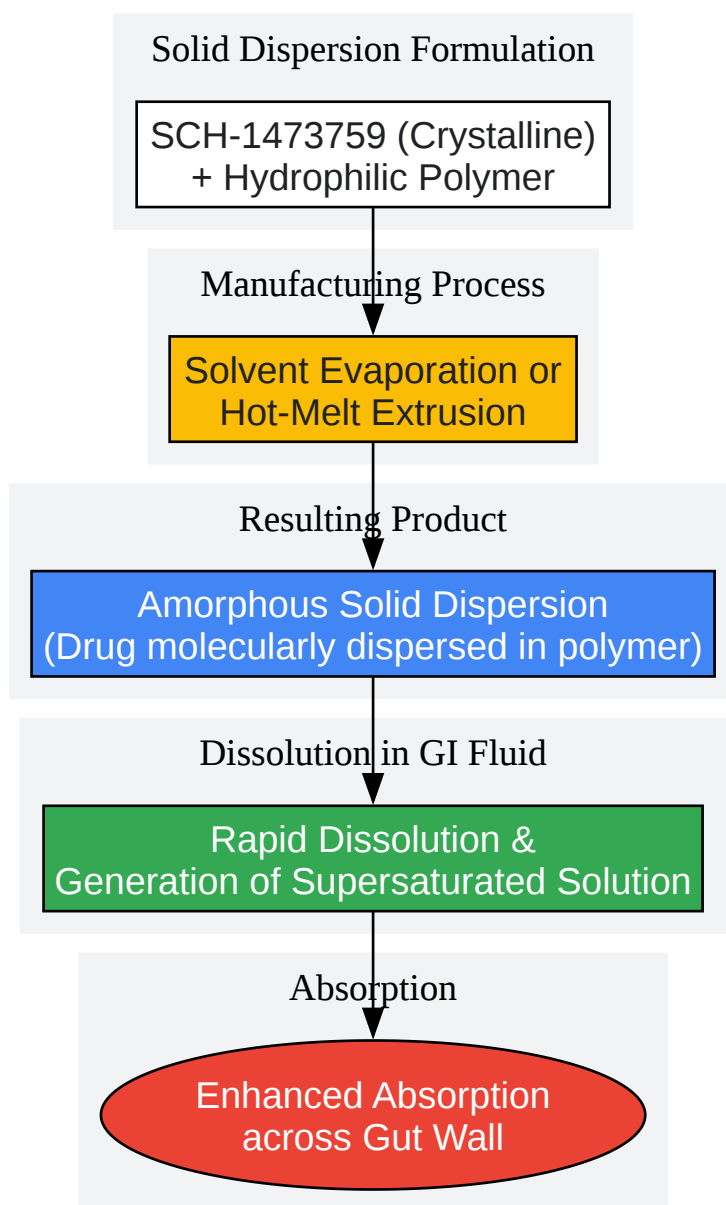 Solid Dispersion Formulation
SCH-1473759 (Crystalline)
+ Hydrophilic Polymer
Manufacturing Process
Solvent Evaporation or
Hot-Melt Extrusion
Resulting Product
Amorphous Solid Dispersion
(Drug molecularly dispersed in polymer)
Dissolution in GI Fluid
Rapid Dissolution &
Generation of Supersaturated Solution
Absorption
Enhanced Absorption
across Gut Wall